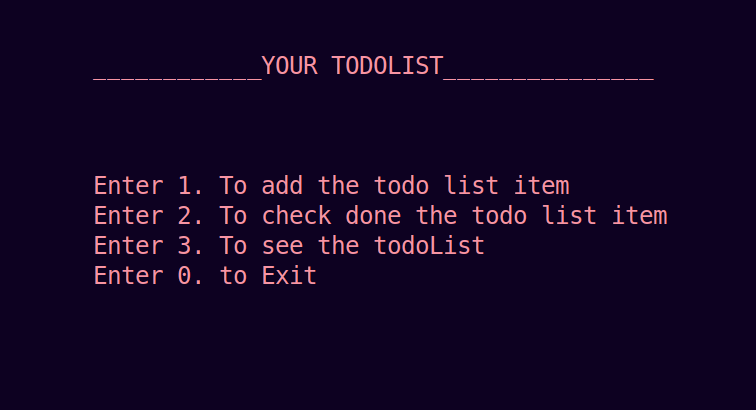 ____________YOUR TODOLIST_______________
Enter 1. To add the todo list item
Enter 2. To check done the todo list item
Enter 3. To see the todoList
Enter 0. to Exit